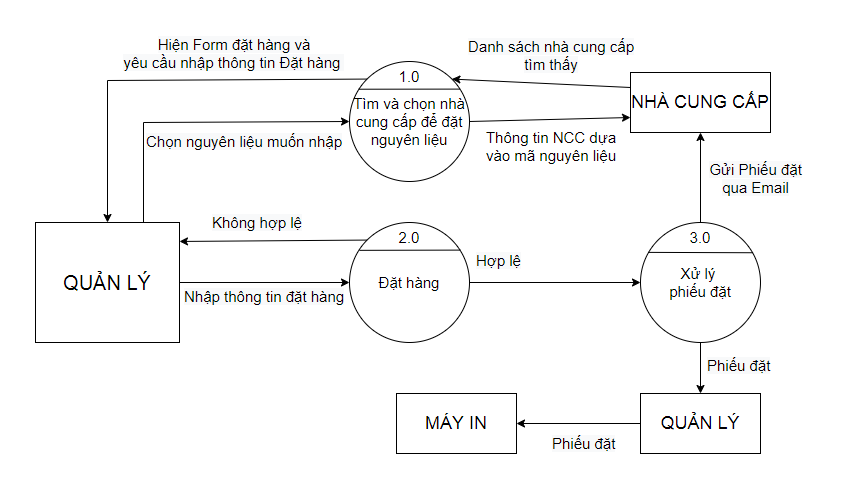 Hiện Form đặt hàng và
yêu cầu nhập thông tin Đặt hàng
Danh sách nhà cung cấp
tìm thấy
1.0
Tìm và chọn nhà
cung cấp để đặt
nguyên liệu
NHÀ CUNG CẤP
Chọn nguyên liệu muốn nhập
Thông tin NCC dựa
vào mã nguyên liệu
Gửi Phiếu đặt
qua Email
Không hợp lệ
2.0
Đặt hàng
Hợp lệ
3.0
Xử lý
phiếu đặt
QUẢN LÝ
Nhập thông tin đặt hàng
Phiếu đặt
MÁY IN
QUẢN LÝ
Phiếu đặt